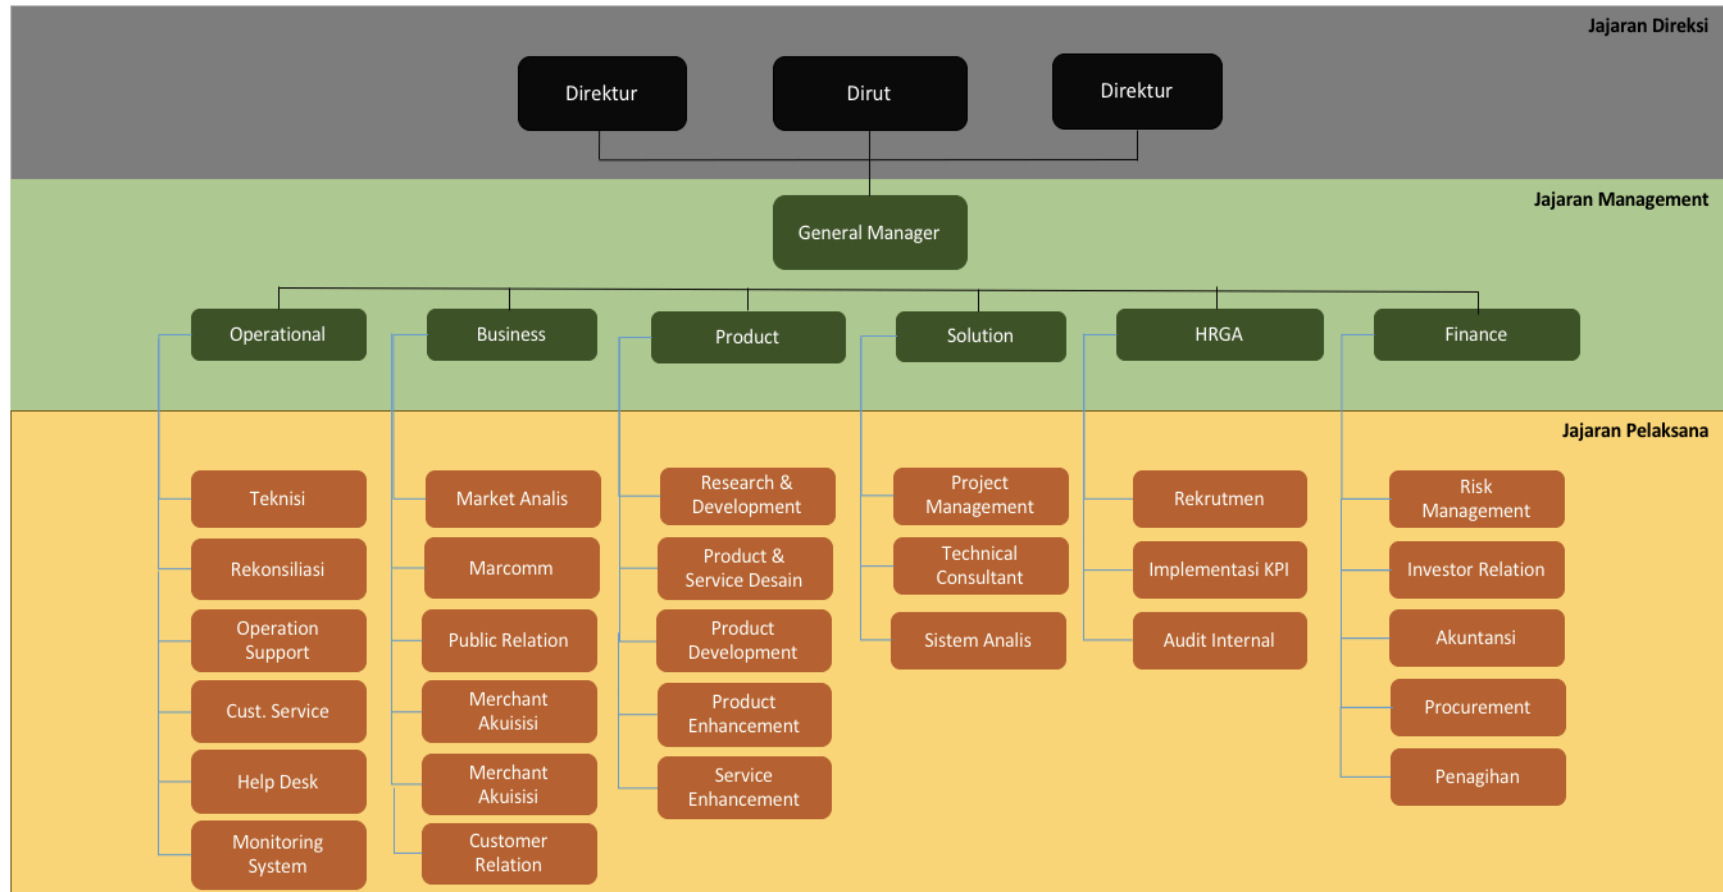 Jajaran Direksi
Direktur
Dirut
Direktur
Jajaran Management
General Manager
Operational
Business
Product
Solution
HRGA
Finance
Jajaran Pelaksana
Teknisi
Rekonsiliasi
Operation
Support
Cust. Service
Help Desk
Monitoring
System
Market Analis
Marcomm
Public Relation
Merchant
Akuisisi
Merchant
Akuisisi
Customer
Relation
Research &
Development
Product &
Service Desain
Product
Development
Product
Enhancement
Service
Enhancement
Project
Management
Technical
Consultant
Sistem Analis
Rekrutmen
Implementasi KPI
Audit Internal
Risk
Management
Investor Relation
Akuntansi
Procurement
Penagihan